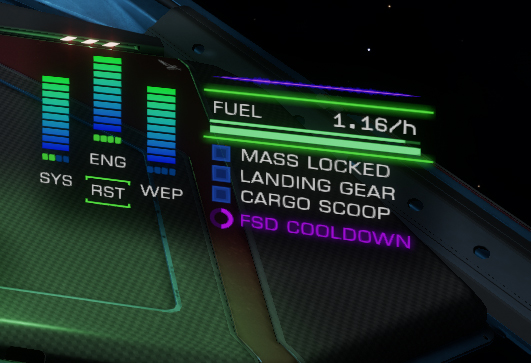 FUEL 1.16/h
MASS LOCKED
LANDING GEAR
CARGO SCOOP
FSD COOLDOWN
ENG
SYS RST WEP